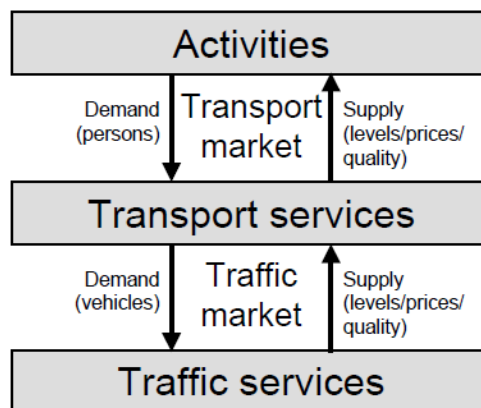 Activities
Demand
(persons)
Transport
market
Supply
(levels/prices/
quality)
Transport services
Demand
(vehicles)
Traffic
market
Supply
(levels/prices/
quality)
Traffic services